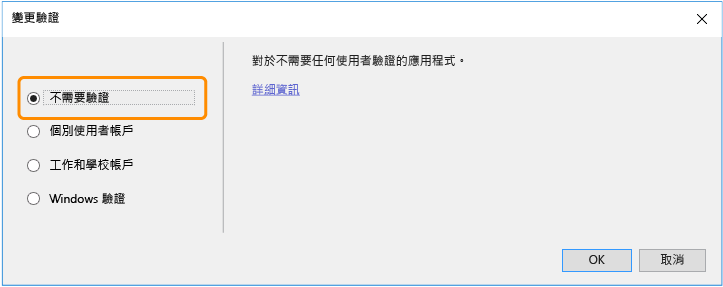 變更驗證
對於不需要任何使用者驗證的應用程式。
詳細資訊
不需要驗證
個別使用者帳戶
工作和學校帳戶
Windows 驗證
OK
取消